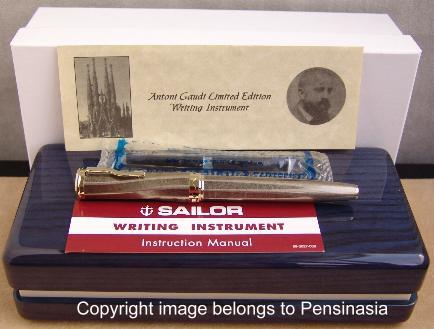 Antoni Gaudi Limited Edition
Writing Instrument
SAILOR
WRITING INSTRUMENT
Instruction Manual
Copyright image belongs to Pensinasia